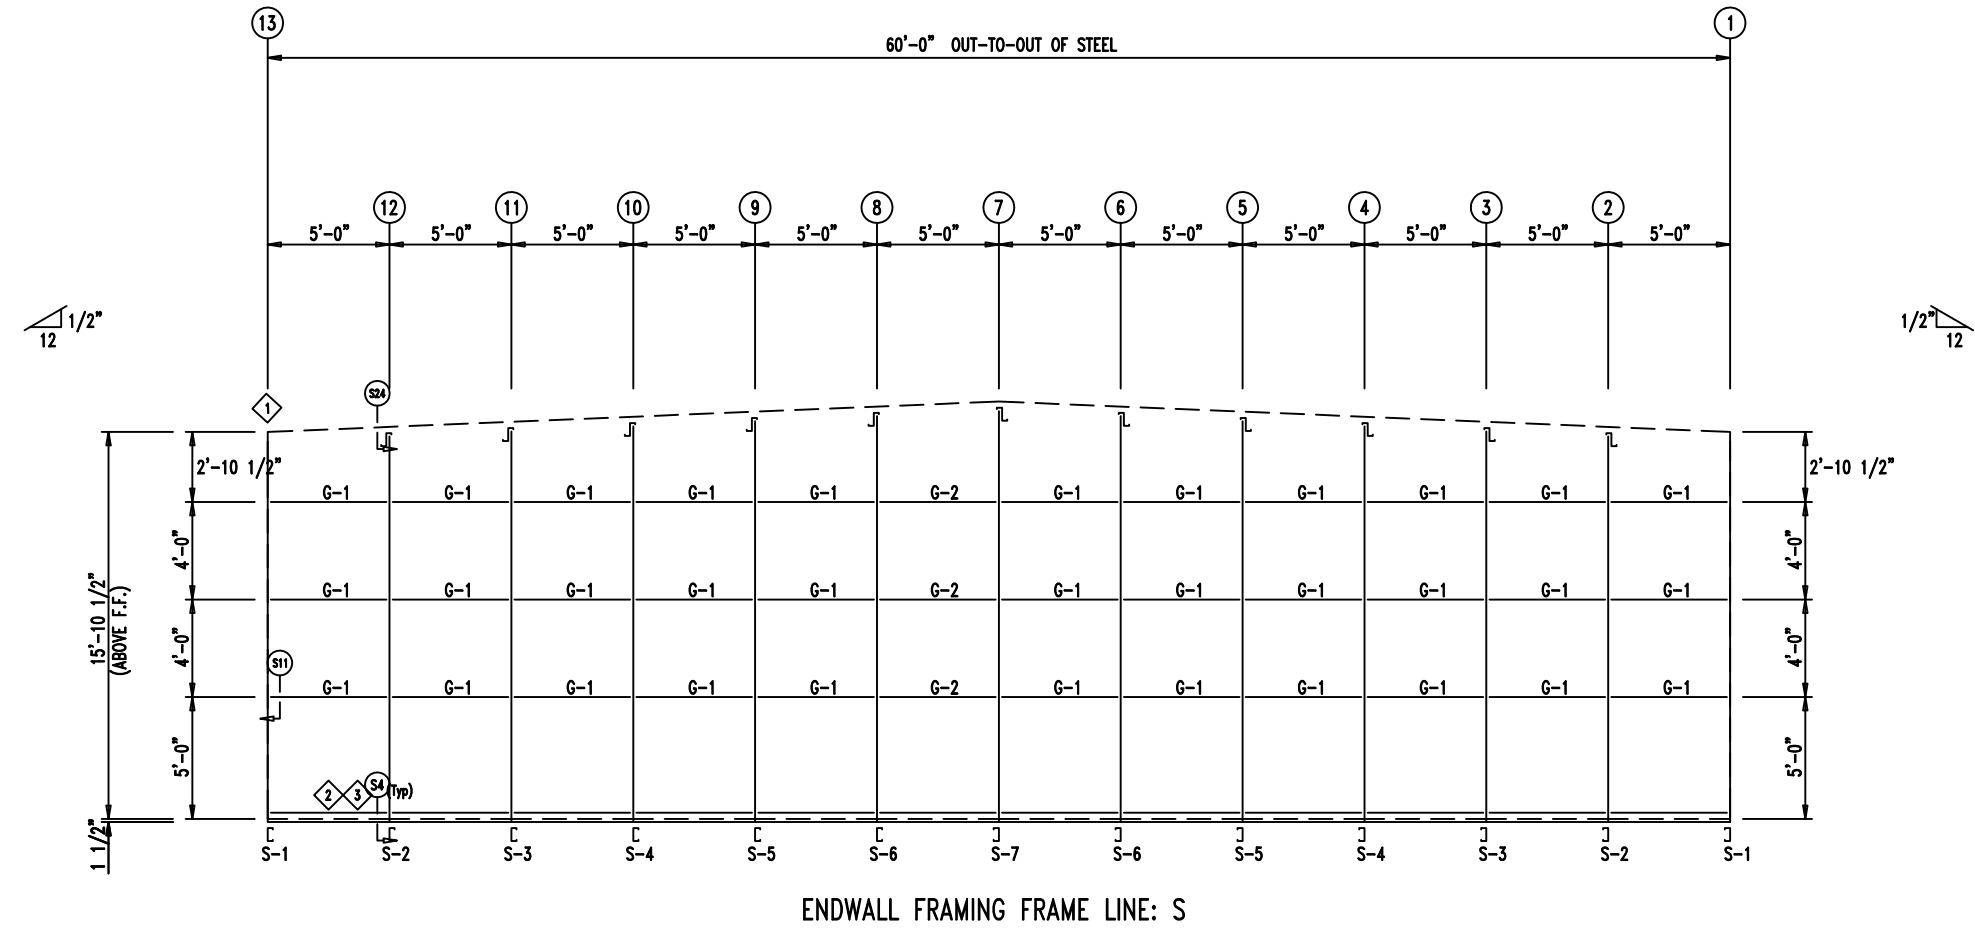 13 1
60'-0" OUT-TO-OUT OF STEEL
12 11 10 9 8 7 6 5 4 3 2
5'-0" 5'-0" 5'-0" 5'-0" 5'-0" 5'-0" 5'-0" 5'-0" 5'-0" 5'-0" 5'-0" 5'-0"
1/2" 1/2"
12 12
S24
1
2'-10 1/2" 2'-10 1/2"
G-1 G-1 G-1 G-1 G-1 G-2 G-1 G-1 G-1 G-1 G-1 G-1
4'-0" 4'-0"
G-1 G-1 G-1 G-1 G-1 G-2 G-1 G-1 G-1 G-1 G-1 G-1
15'-10 1/2"
(ABOVE F.F.)
4'-0" 4'-0"
S11
G-1 G-1 G-1 G-1 G-1 G-2 G-1 G-1 G-1 G-1 G-1 G-1
5'-0" 5'-0"
2 3 S4 (Typ)
1 1/2"
S-1 S-2 S-3 S-4 S-5 S-6 S-7 S-6 S-5 S-4 S-3 S-2 S-1
ENDWALL FRAMING FRAME LINE: S